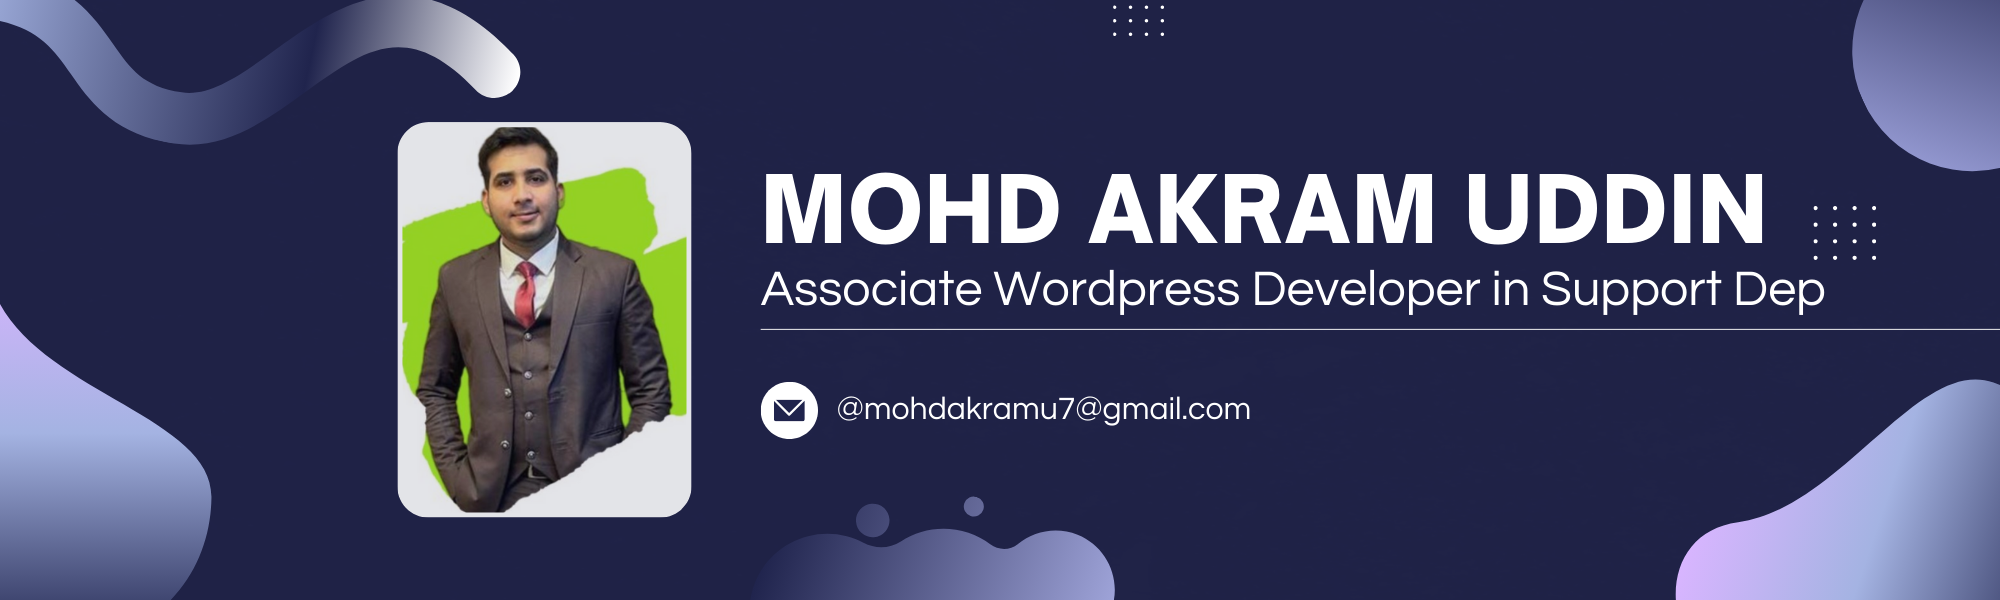 MOHD AKRAM UDDIN
Associate Wordpress Developer in Support Dep
@mohdakramu7@gmail.com